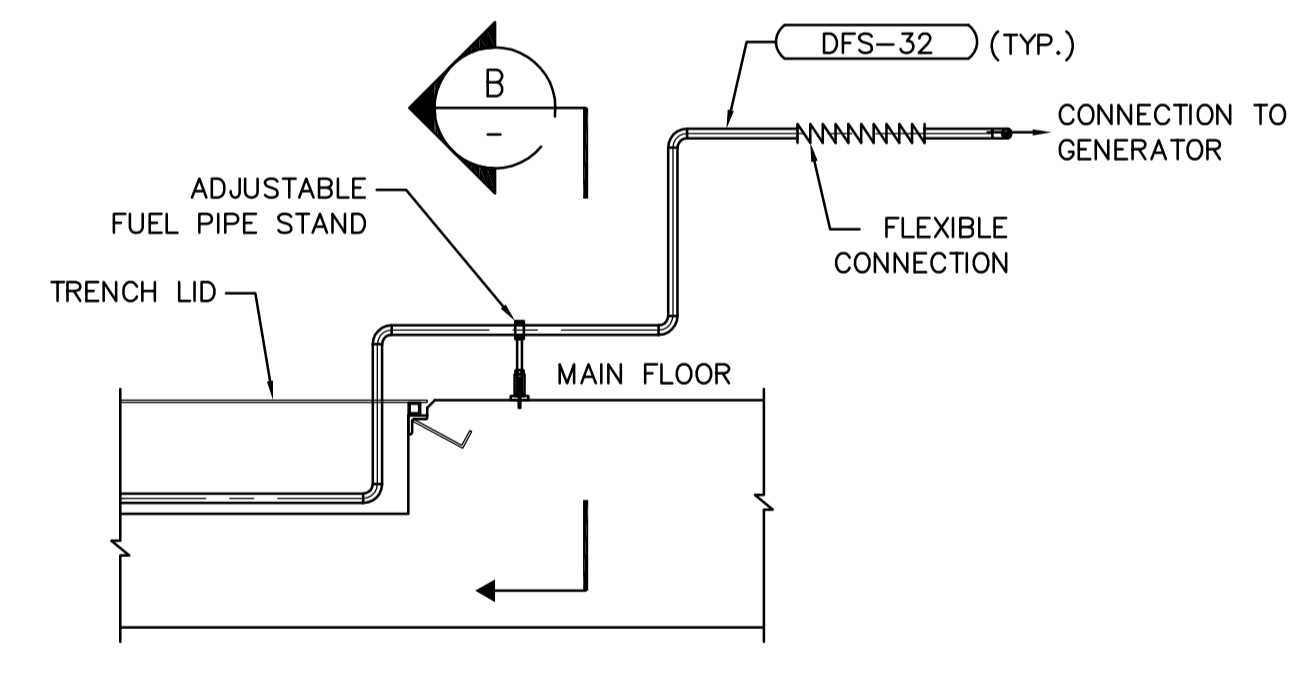 DFS-32 (TYP.)
B
-
CONNECTION TO
GENERATOR
ADJUSTABLE
FUEL PIPE STAND
FLEXIBLE
CONNECTION
TRENCH LID
MAIN FLOOR